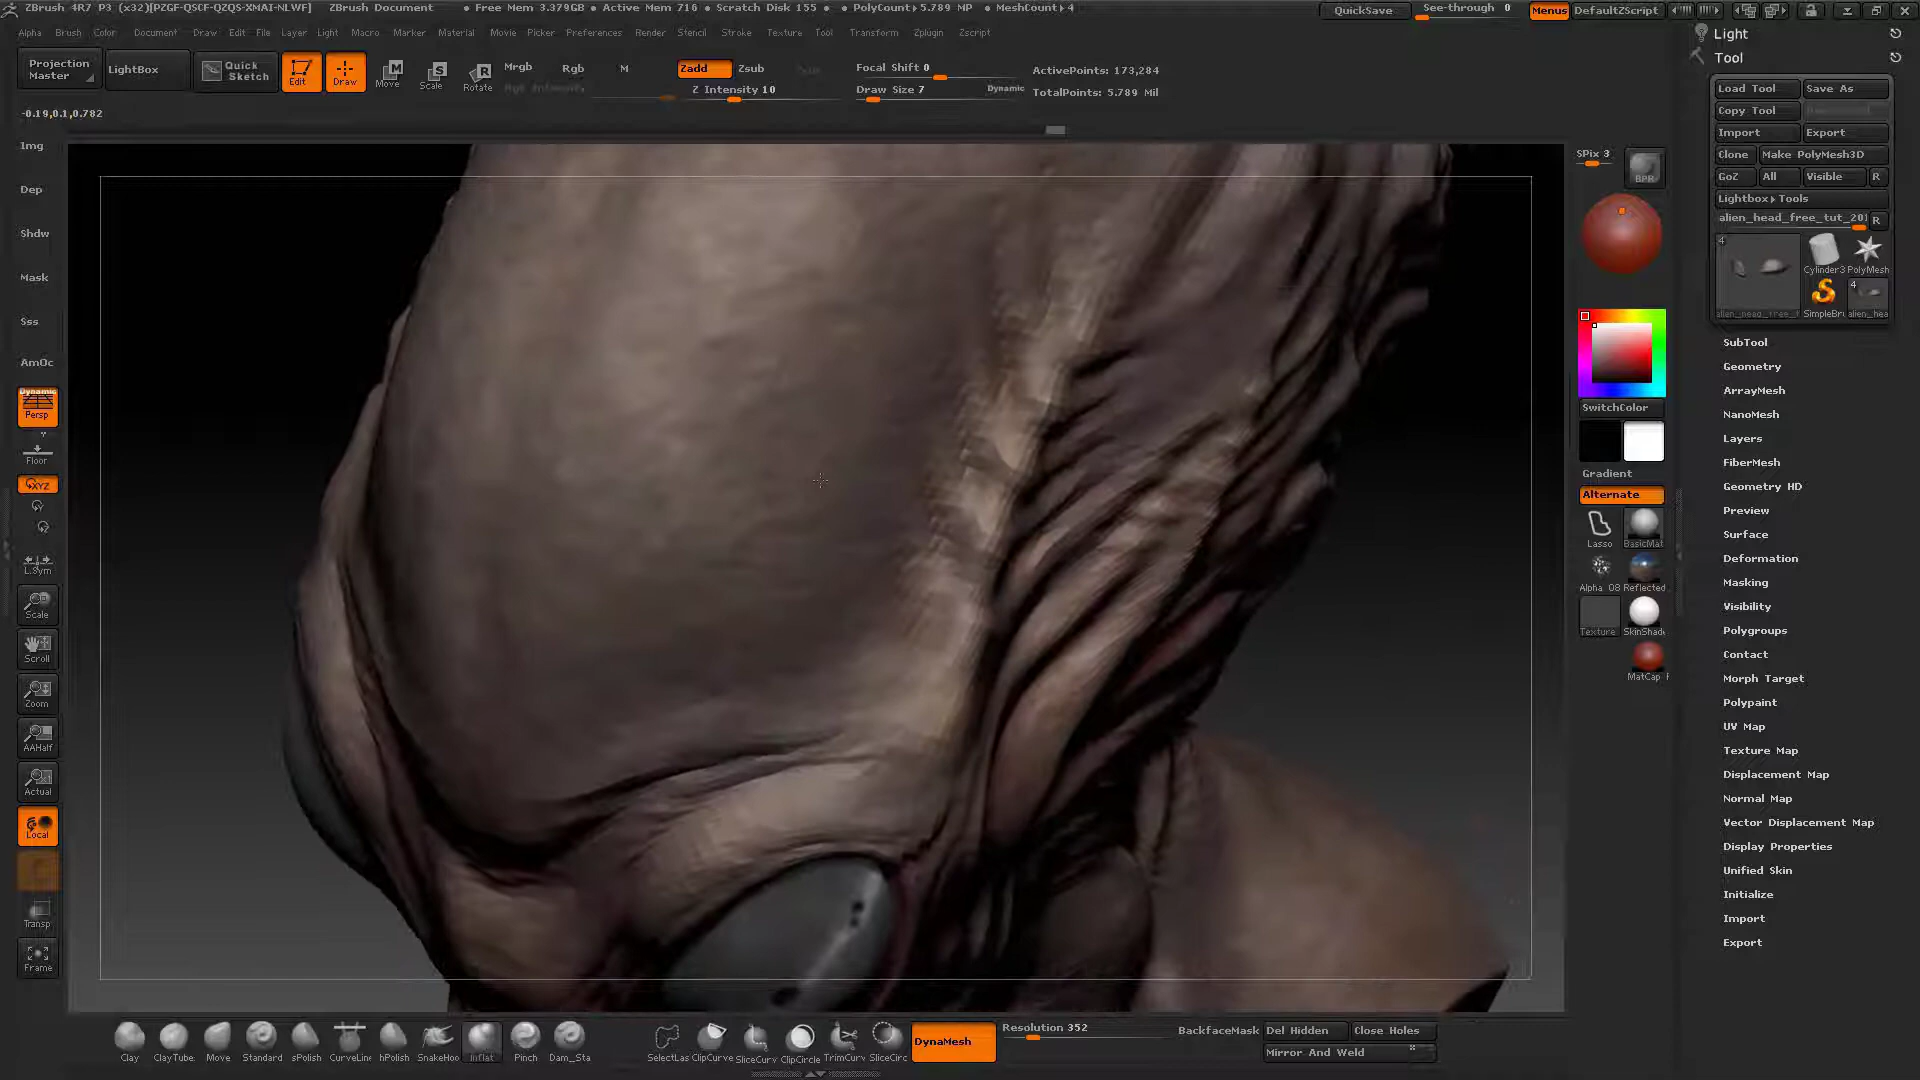 ZBrush 4R7 P3 (x32)[PZGF-QSCF-QZQS-XMAI-NLWF] ZBrush Document • Free Mem 3.379GB • Active Mem 716 • Scratch Disk 155 • PolyCount▸5.789 MP • MeshCount▸4 QuickSave See-through 0 Menus DefaultZScript
Alpha Brush Color Document Draw Edit File Layer Light Macro Marker Material Movie Picker Preferences Render Stencil Stroke Texture Tool Transform Zplugin Zscript
Projection Master LightBox Quick Sketch Edit Draw Move Scale Rotate
Mrgb Rgb M Zadd Zsub Focal Shift 0 ActivePoints: 173,284
Rgb Intensity Z Intensity 10 Draw Size 7 Dynamic TotalPoints: 5.789 Mil
-0.19,0.1,0.782
Img
Dep
Shdw
Mask
Sss
AmOc
Dynamic
Persp
Floor
L.Sym
Scale
Scroll
Zoom
AAHalf
Actual
Local
Transp
Frame
SPix 3
BPR
SwitchColor
Gradient
Alternate
Lasso BasicMat
Alpha 08 Reflected
Texture SkinShade
MatCap
Light
Tool
Load Tool Save As
Copy Tool
Import Export
Clone Make PolyMesh3D
GoZ All Visible R
Lightbox▸Tools
alien_head_free_tut_201 R
4
Cylinder3 PolyMesh
4
alien_head_free_t SimpleBru alien_hea
SubTool
Geometry
ArrayMesh
NanoMesh
Layers
FiberMesh
Geometry HD
Preview
Surface
Deformation
Masking
Visibility
Polygroups
Contact
Morph Target
Polypaint
UV Map
Texture Map
Displacement Map
Normal Map
Vector Displacement Map
Display Properties
Unified Skin
Initialize
Import
Export
Clay ClayTube Move Standard sPolish CurveLine hPolish SnakeHoo Inflat Pinch Dam_Sta
SelectLas ClipCurve SliceCurv ClipCircle TrimCurv SliceCirc
DynaMesh Resolution 352
BackfaceMask Del Hidden Close Holes
Mirror And Weld